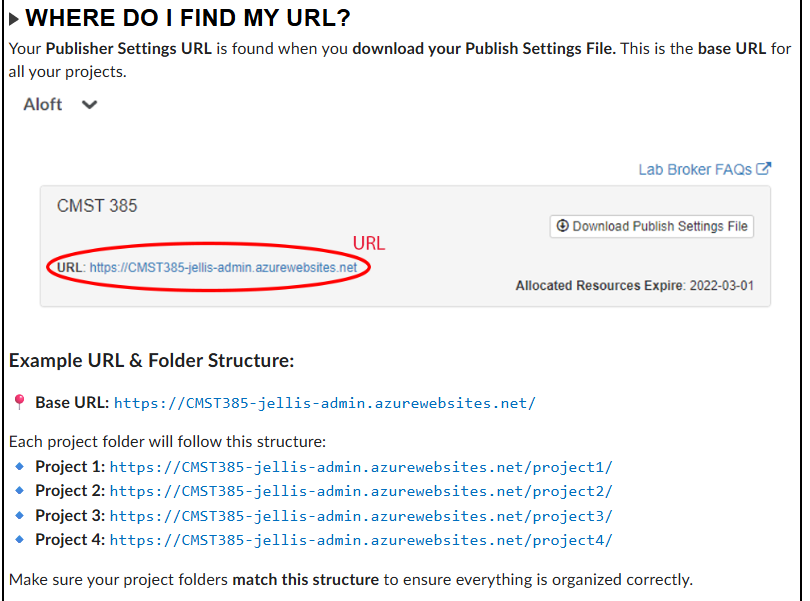 WHERE DO I FIND MY URL?
Your Publisher Settings URL is found when you download your Publish Settings File. This is the base URL for
all your projects.
Aloft
Lab Broker FAQs
CMST 385
Download Publish Settings File
URL
URL: https://CMST385-jellis-admin.azurewebsites.net
Allocated Resources Expire: 2022-03-01
Example URL & Folder Structure:
Base URL: https://CMST385-jellis-admin.azurewebsites.net/
Each project folder will follow this structure:
Project 1: https://CMST385-jellis-admin.azurewebsites.net/project1/
Project 2: https://CMST385-jellis-admin.azurewebsites.net/project2/
Project 3: https://CMST385-jellis-admin.azurewebsites.net/project3/
Project 4: https://CMST385-jellis-admin.azurewebsites.net/project4/
Make sure your project folders match this structure to ensure everything is organized correctly.